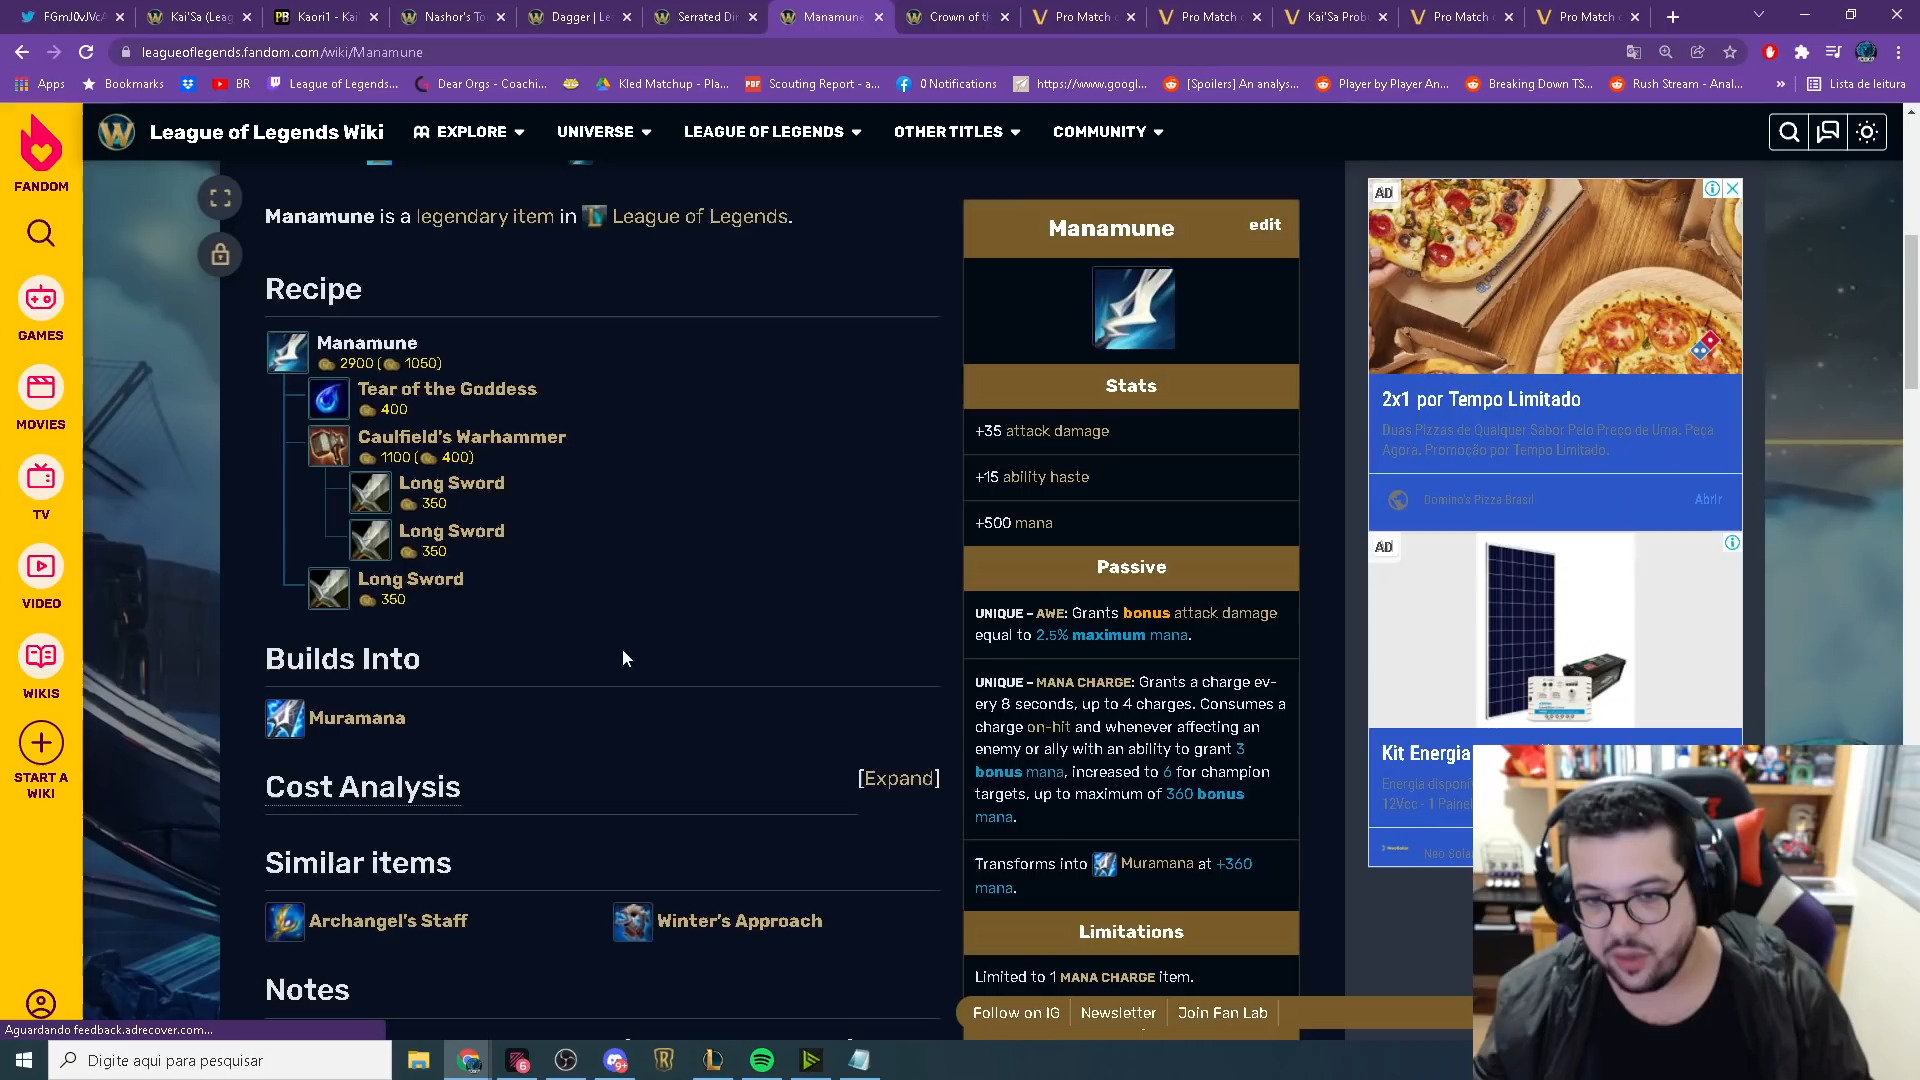 FGmJ0vJVcA
Kai'Sa (Leag
Kaori1 - Kai
Nashor's To
Dagger | Le
Serrated Dir
Manamune
Crown of th
Pro Match
Pro Match
Kai'Sa Prob
Pro Match
Pro Match
leagueoflegends.fandom.com/wiki/Manamune
Apps
Bookmarks
BR
League of Legends...
Dear Orgs - Coachi...
Kled Matchup - Pla...
Scouting Report - a...
0 Notifications
https://www.googl...
[Spoilers] An analys...
Player by Player An...
Breaking Down TS...
Rush Stream - Anal...
»
Lista de leitura
FANDOM
GAMES
MOVIES
TV
VIDEO
WIKIS
START A
WIKI
League of Legends Wiki
EXPLORE
UNIVERSE
LEAGUE OF LEGENDS
OTHER TITLES
COMMUNITY
Manamune is a legendary item in League of Legends.
Recipe
Manamune
2900 ( 1050)
Tear of the Goddess
400
Caulfield's Warhammer
1100 ( 400)
Long Sword
350
Long Sword
350
Long Sword
350
Builds Into
Muramana
Cost Analysis
[Expand]
Similar items
Archangel's Staff
Winter's Approach
Notes
Manamune
edit
Stats
+35 attack damage
+15 ability haste
+500 mana
Passive
UNIQUE – AWE: Grants bonus attack damage
equal to 2.5% maximum mana.
UNIQUE – MANA CHARGE: Grants a charge ev-
ery 8 seconds, up to 4 charges. Consumes a
charge on-hit and whenever affecting an
enemy or ally with an ability to grant 3
bonus mana, increased to 6 for champion
targets, up to maximum of 360 bonus
mana.
Transforms into Muramana at +360
mana.
Limitations
Limited to 1 MANA CHARGE item.
Follow on IG
Newsletter
Join Fan Lab
AD
2x1 por Tempo Limitado
Duas Pizzas de Qualquer Sabor Pelo Preço de Uma. Peça
Agora. Promoção por Tempo Limitado.
Domino's Pizza Brasil
Abrir
AD
Kit Energia
Energia disponi
12Vcc - 1 Paine
Neo Sola
Aguardando feedback.adrecover.com...
Digite aqui para pesquisar
6
9+